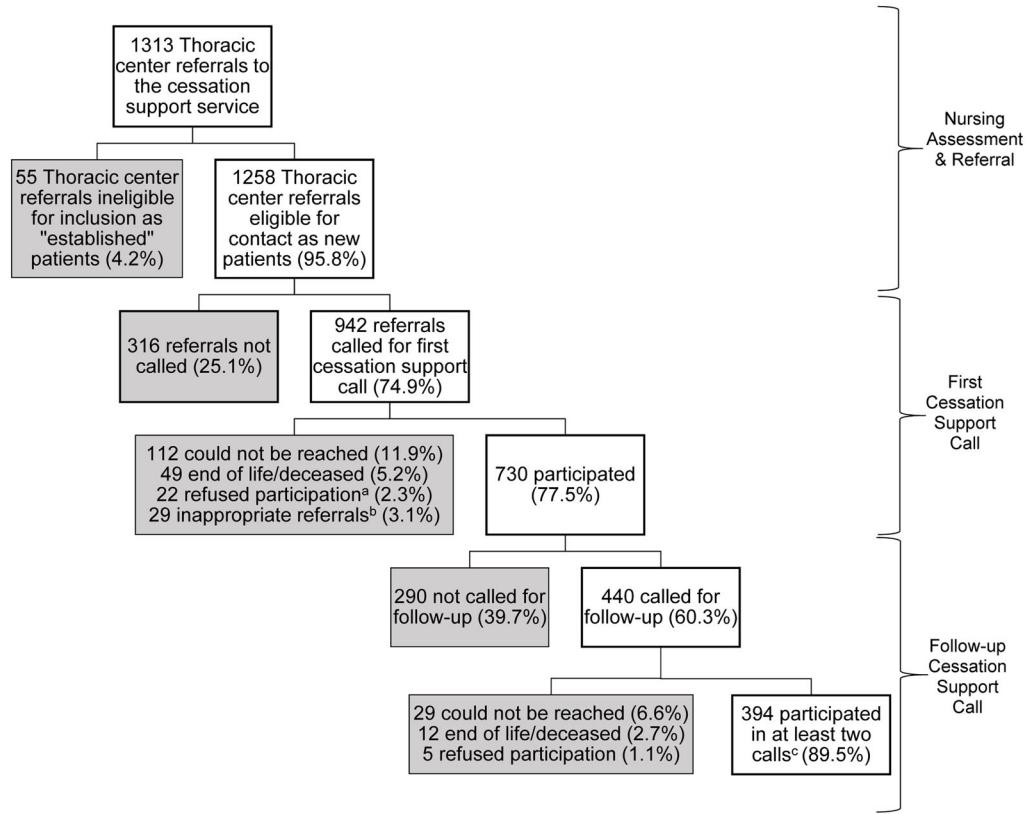 1313 Thoracic
center referrals to
the cessation
support service
Nursing
Assessment
& Referral
55 Thoracic center
referrals ineligible
for inclusion as
"established"
patients (4.2%)
1258 Thoracic
center referrals
eligible for
contact as new
patients (95.8%)
316 referrals not
called (25.1%)
942 referrals
called for first
cessation support
call (74.9%)
First
Cessation
Support
Call
112 could not be reached (11.9%)
49 end of life/deceased (5.2%)
22 refused participationᵃ (2.3%)
29 inappropriate referralsᵇ (3.1%)
730 participated
(77.5%)
290 not called for
follow-up (39.7%)
440 called for
follow-up (60.3%)
Follow-up
Cessation
Support
Call
29 could not be reached (6.6%)
12 end of life/deceased (2.7%)
5 refused participation (1.1%)
394 participated
in at least two
callsᶜ (89.5%)